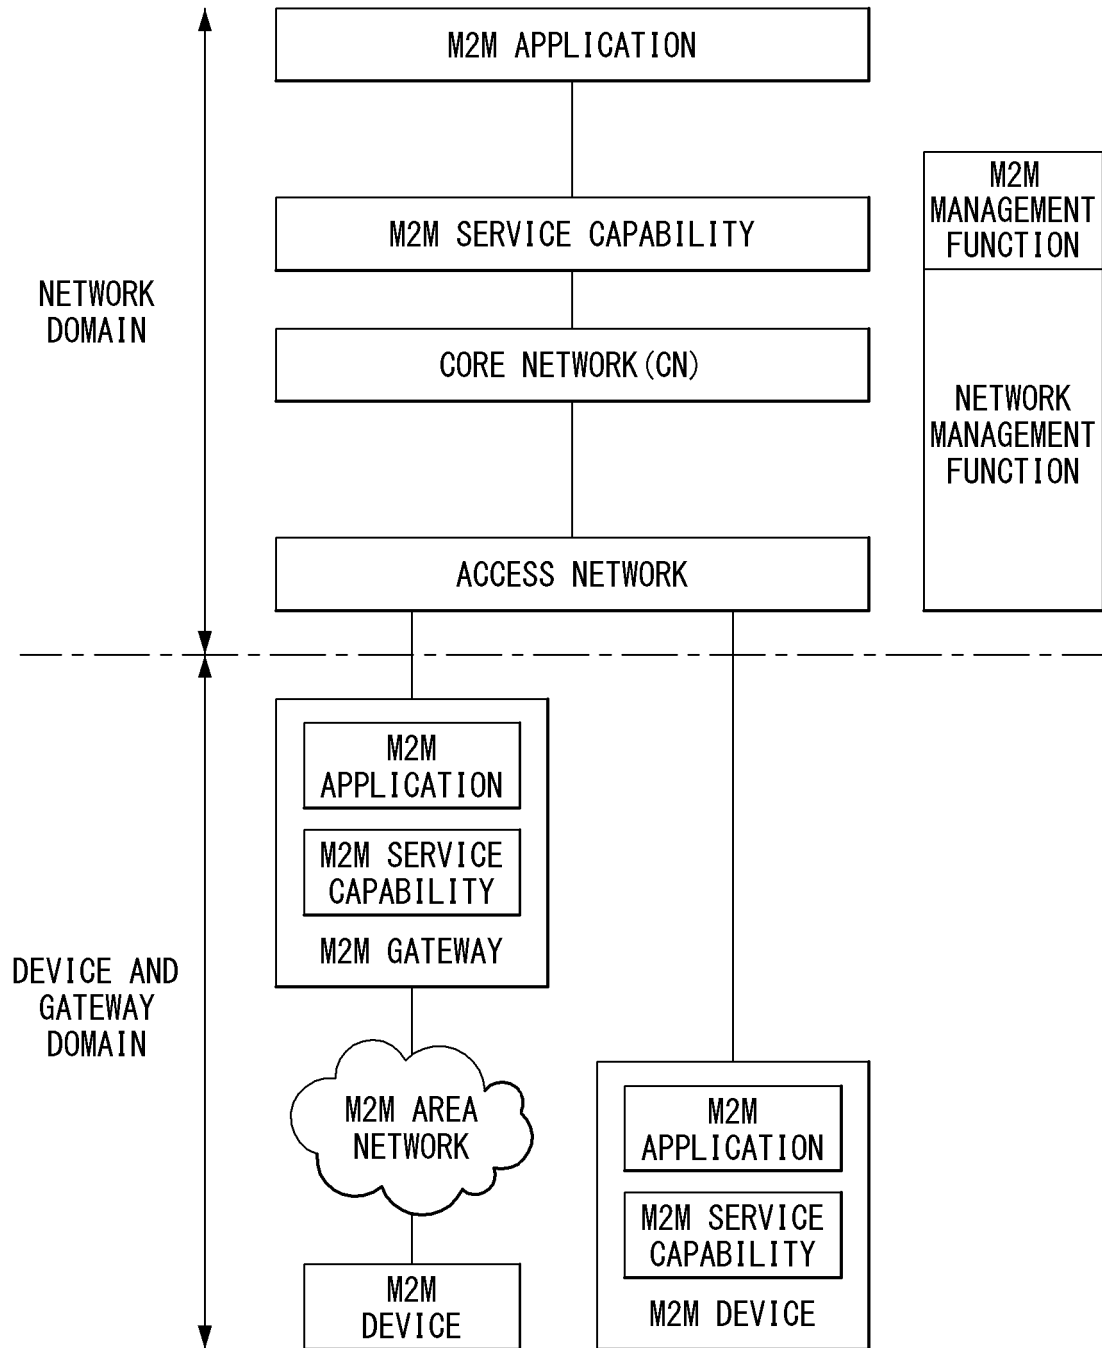 M2M APPLICATION
M2M
MANAGEMENT
FUNCTION
M2M SERVICE CAPABILITY
NETWORK
DOMAIN
CORE NETWORK(CN)
NETWORK
MANAGEMENT
FUNCTION
ACCESS NETWORK
M2M
APPLICATION
M2M SERVICE
CAPABILITY
M2M GATEWAY
DEVICE AND
GATEWAY
DOMAIN
M2M AREA
NETWORK
M2M
APPLICATION
M2M SERVICE
CAPABILITY
M2M DEVICE
M2M
DEVICE